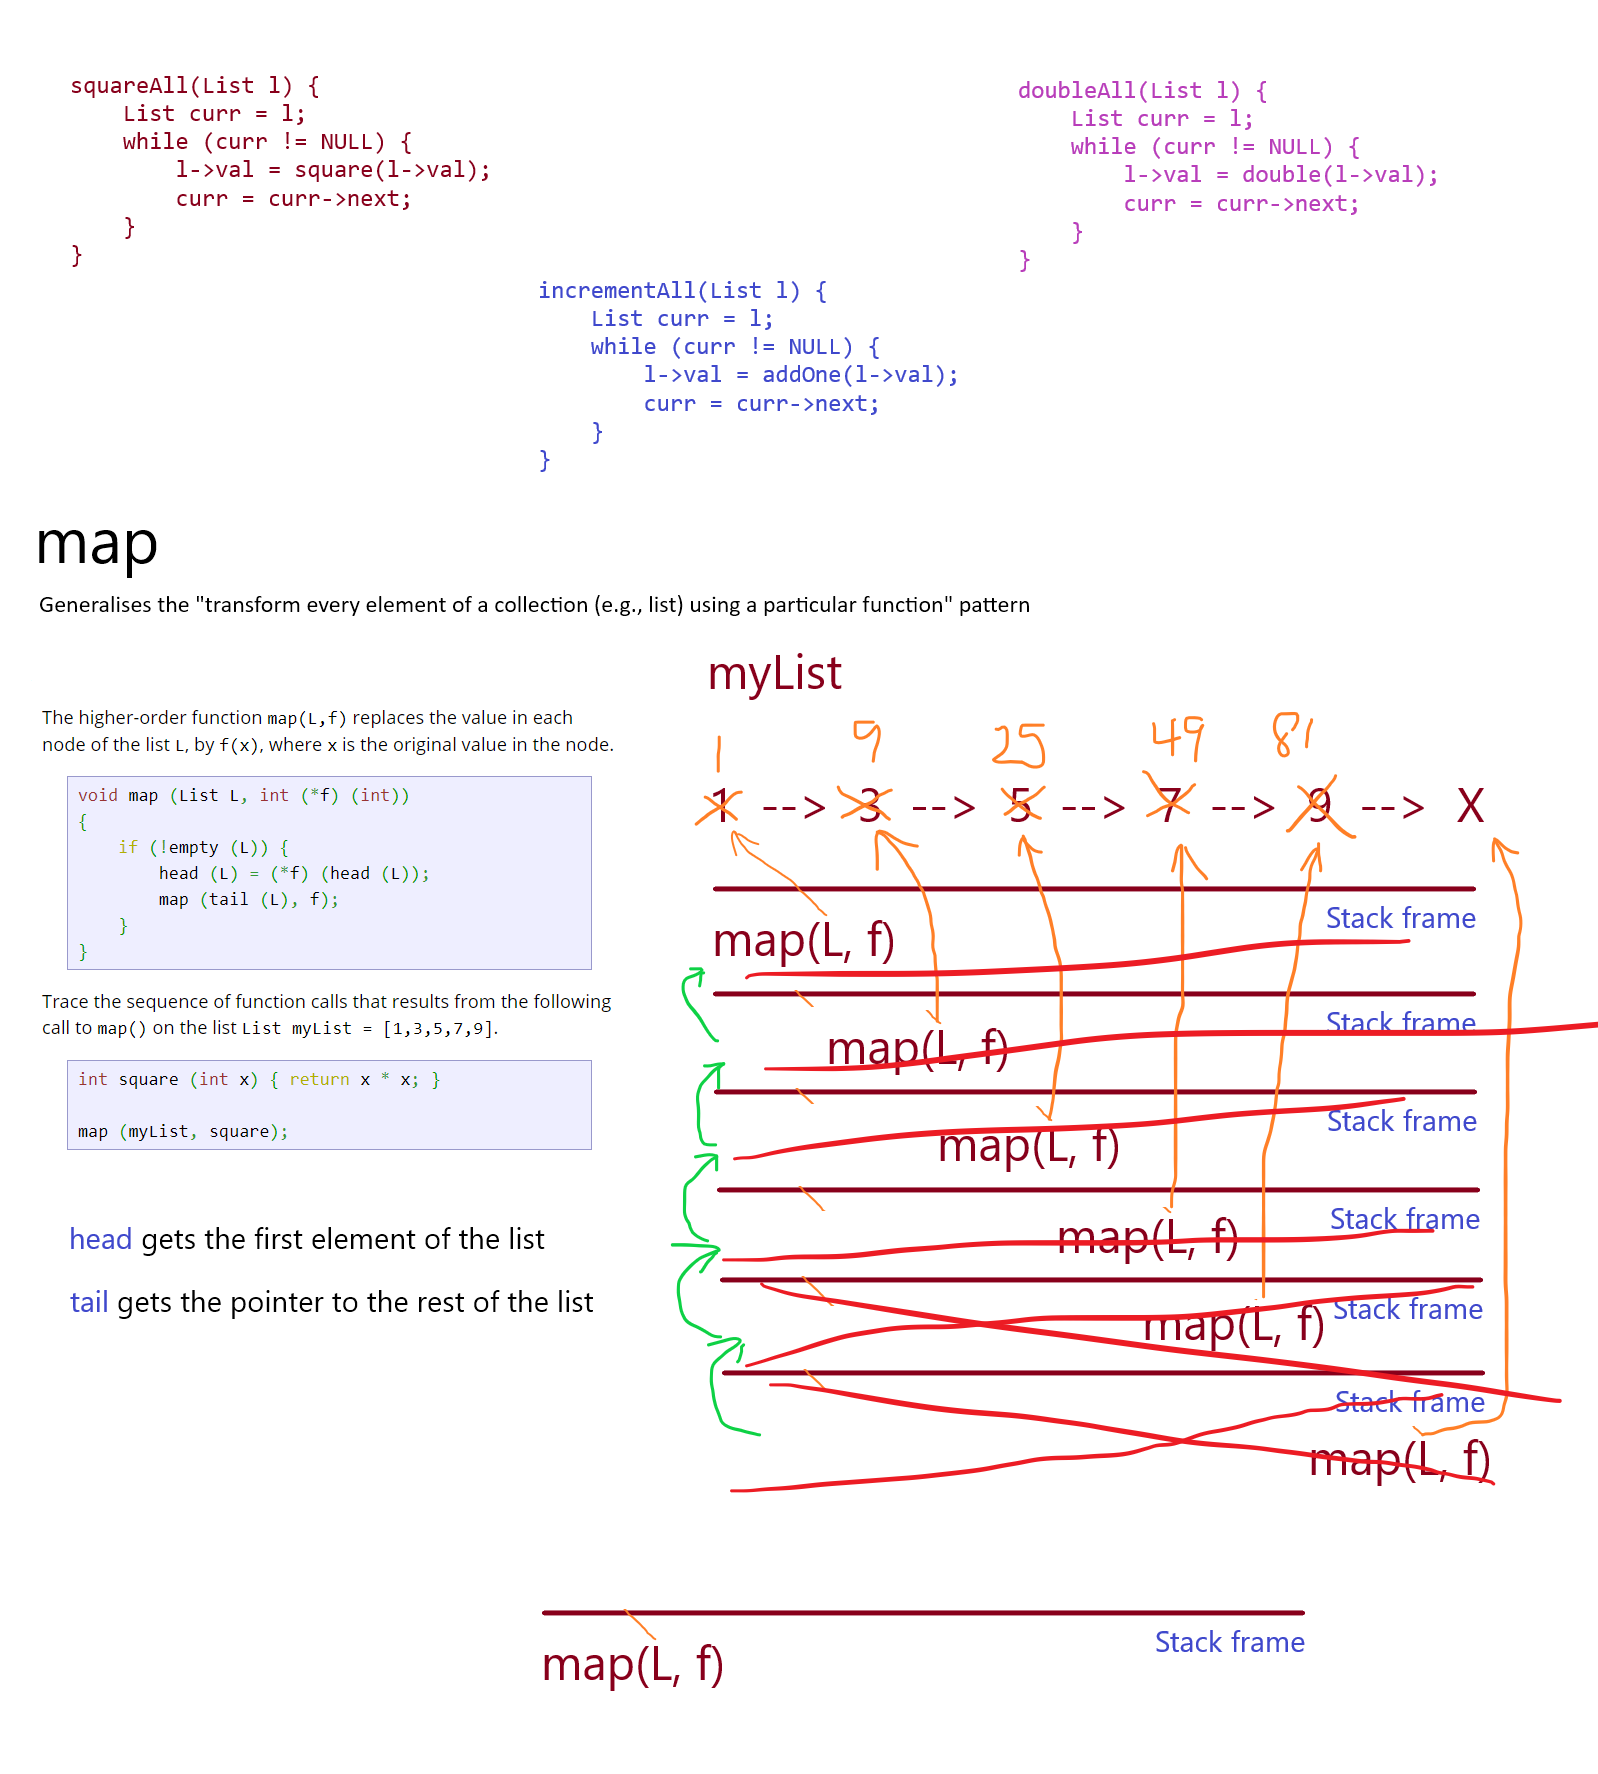 squareAll(List l) {
    List curr = l;
    while (curr != NULL) {
        l->val = square(l->val);
        curr = curr->next;
    }
}
doubleAll(List l) {
    List curr = l;
    while (curr != NULL) {
        l->val = double(l->val);
        curr = curr->next;
    }
}
incrementAll(List l) {
    List curr = l;
    while (curr != NULL) {
        l->val = addOne(l->val);
        curr = curr->next;
    }
}
map
Generalises the "transform every element of a collection (e.g., list) using a particular function" pattern
The higher-order function map(L,f) replaces the value in each
node of the list L, by f(x), where x is the original value in the node.
void map (List L, int (*f) (int))
{
    if (!empty (L)) {
        head (L) = (*f) (head (L));
        map (tail (L), f);
    }
}
Trace the sequence of function calls that results from the following
call to map() on the list List myList = [1,3,5,7,9].
int square (int x) { return x * x; }
map (myList, square);
head gets the first element of the list
tail gets the pointer to the rest of the list
myList
1 9 25 49 81
1 --> 3 --> 5 --> 7 --> 9 --> X
Stack frame
map(L, f)
Stack frame
map(L, f)
Stack frame
map(L, f)
Stack frame
map(L, f)
Stack frame
map(L, f)
Stack frame
map(L, f)
Stack frame
map(L, f)